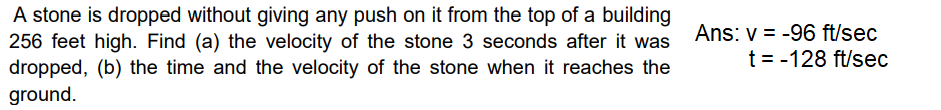 A stone is dropped without giving any push on it from the top of a building
256 feet high. Find (a) the velocity of the stone 3 seconds after it was
dropped, (b) the time and the velocity of the stone when it reaches the
ground.
Ans: v = -96 ft/sec
t = -128 ft/sec